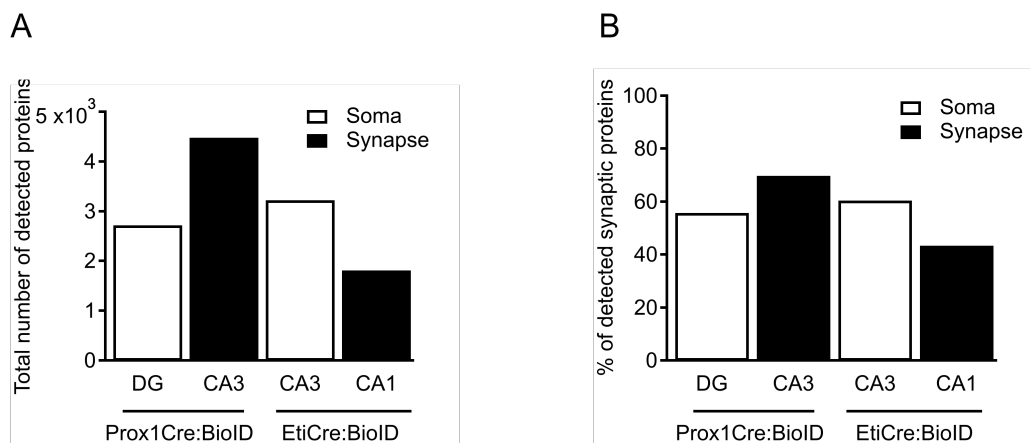 A
Total number of detected proteins
5 x10³
4
3
2
1
0
Soma
Synapse
DG CA3 CA3 CA1
Prox1Cre:BioID EtiCre:BioID
B
% of detected synaptic proteins
100
80
60
40
20
0
Soma
Synapse
DG CA3 CA3 CA1
Prox1Cre:BioID EtiCre:BioID